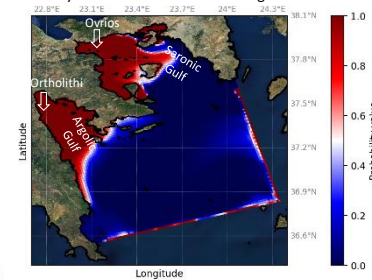 22.8°E 23.1°E 23.4°E 23.7°E 24°E 24.3°E
Ovríos
38.1°N
1.0
Saronic
Gulf
37.8°N
0.8
Ortholithi
37.5°N
0.6
Argolic
Gulf
Latitude
37.2°N
0.4
36.9°N
0.2
36.6°N
0.0
Longitude